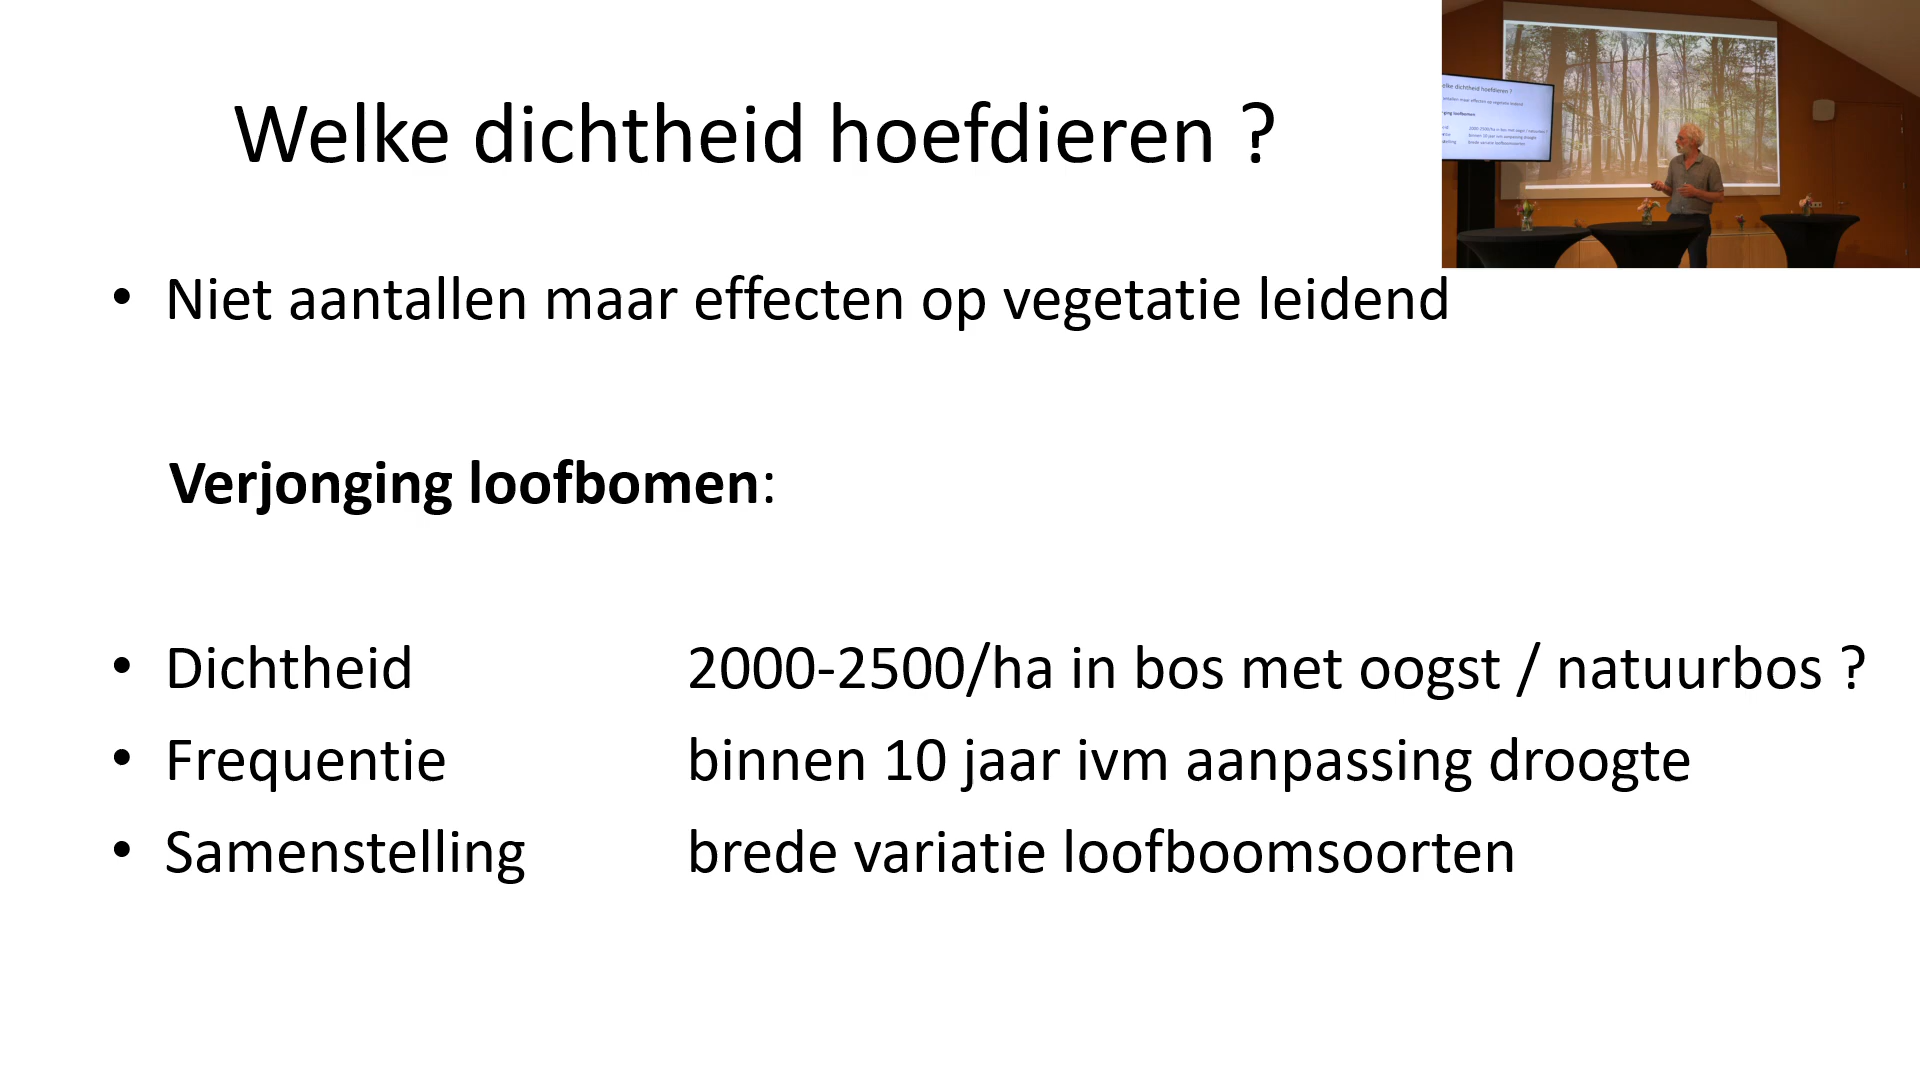 Welke dichtheid hoefdieren ?
• Niet aantallen maar effecten op vegetatie leidend
Verjonging loofbomen:
• Dichtheid 2000-2500/ha in bos met oogst / natuurbos ?
• Frequentie binnen 10 jaar ivm aanpassing droogte
• Samenstelling brede variatie loofboomsoorten